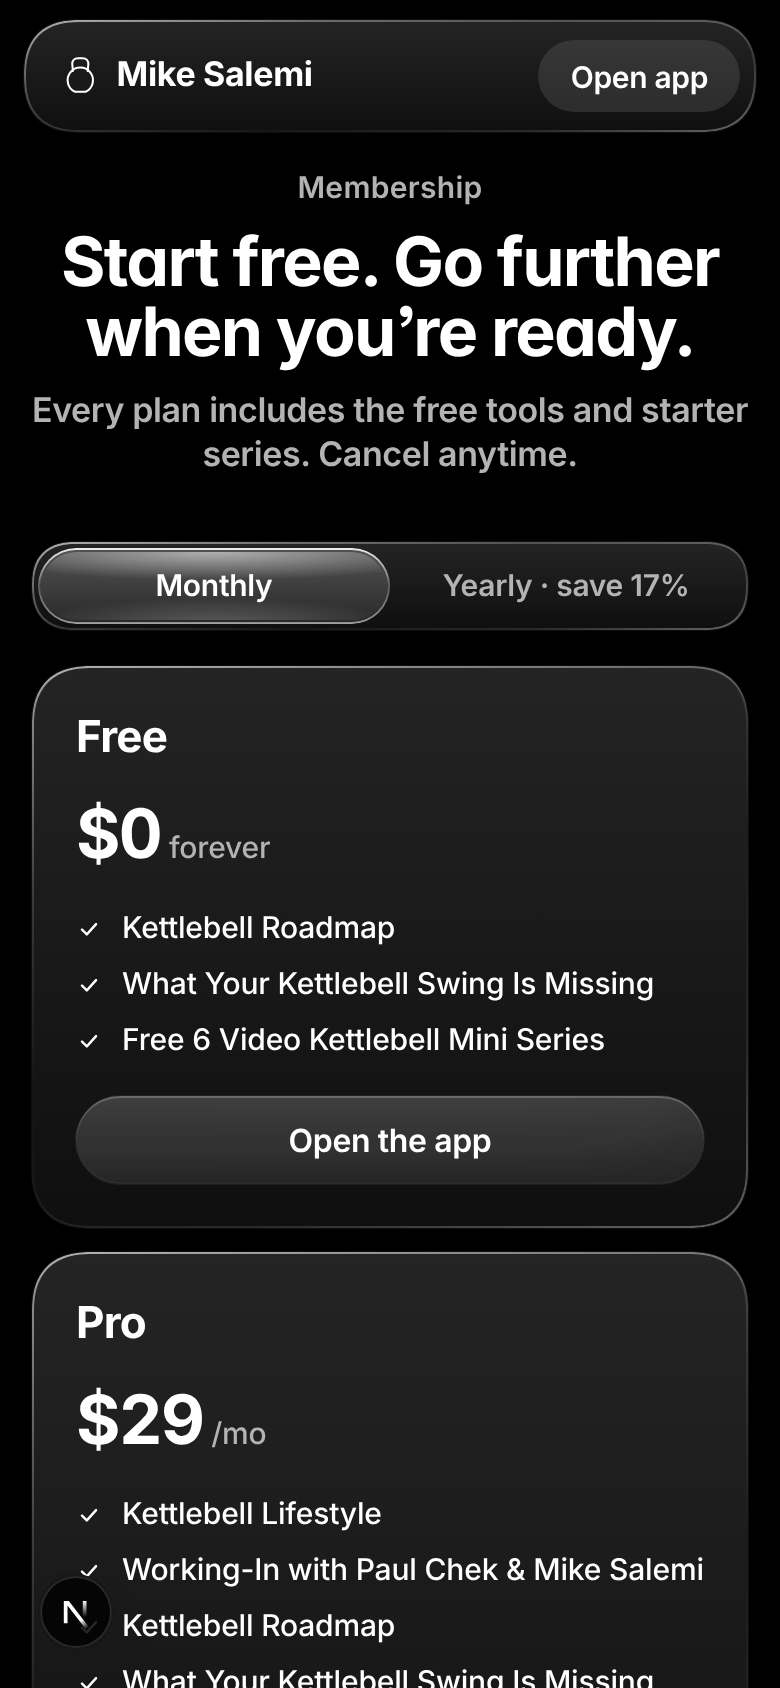 Mike Salemi
Open app
Membership
Start free. Go further
when you’re ready.
Every plan includes the free tools and starter
series. Cancel anytime.
Monthly
Yearly · save 17%
Free
$0 forever
Kettlebell Roadmap
What Your Kettlebell Swing Is Missing
Free 6 Video Kettlebell Mini Series
Open the app
Pro
$29 /mo
Kettlebell Lifestyle
Working-In with Paul Chek & Mike Salemi
N
Kettlebell Roadmap
What Your Kettlebell Swing Is Missing